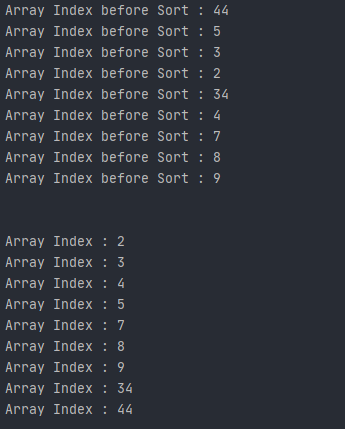 Array Index before Sort : 44
Array Index before Sort : 5
Array Index before Sort : 3
Array Index before Sort : 2
Array Index before Sort : 34
Array Index before Sort : 4
Array Index before Sort : 7
Array Index before Sort : 8
Array Index before Sort : 9
Array Index : 2
Array Index : 3
Array Index : 4
Array Index : 5
Array Index : 7
Array Index : 8
Array Index : 9
Array Index : 34
Array Index : 44